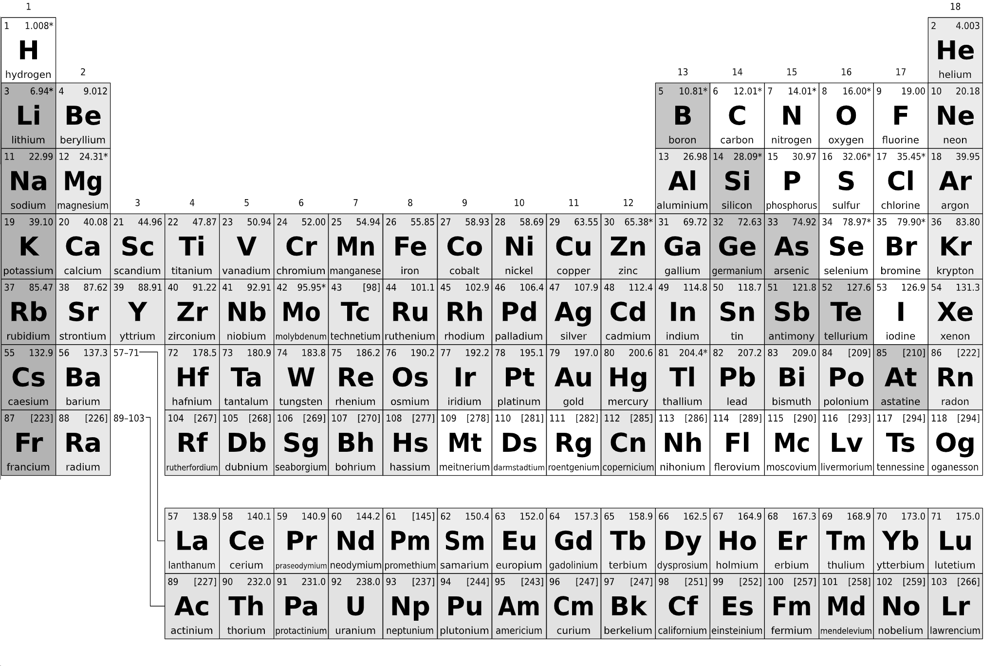 1 18
1 1.008* 2 4.003
H He
hydrogen helium
2 13 14 15 16 17
3 6.94* 4 9.012 5 10.81* 6 12.01* 7 14.01* 8 16.00* 9 19.00 10 20.18
Li Be B C N O F Ne
lithium beryllium boron carbon nitrogen oxygen fluorine neon
11 22.99 12 24.31* 13 26.98 14 28.09* 15 30.97 16 32.06* 17 35.45* 18 39.95
Na Mg Al Si P S Cl Ar
sodium magnesium aluminium silicon phosphorus sulfur chlorine argon
3 4 5 6 7 8 9 10 11 12
19 39.10 20 40.08 21 44.96 22 47.87 23 50.94 24 52.00 25 54.94 26 55.85 27 58.93 28 58.69 29 63.55 30 65.38* 31 69.72 32 72.63 33 74.92 34 78.97* 35 79.90* 36 83.80
K Ca Sc Ti V Cr Mn Fe Co Ni Cu Zn Ga Ge As Se Br Kr
potassium calcium scandium titanium vanadium chromium manganese iron cobalt nickel copper zinc gallium germanium arsenic selenium bromine krypton
37 85.47 38 87.62 39 88.91 40 91.22 41 92.91 42 95.95* 43 [98] 44 101.1 45 102.9 46 106.4 47 107.9 48 112.4 49 114.8 50 118.7 51 121.8 52 127.6 53 126.9 54 131.3
Rb Sr Y Zr Nb Mo Tc Ru Rh Pd Ag Cd In Sn Sb Te I Xe
rubidium strontium yttrium zirconium niobium molybdenum technetium ruthenium rhodium palladium silver cadmium indium tin antimony tellurium iodine xenon
55 132.9 56 137.3 57–71 72 178.5 73 180.9 74 183.8 75 186.2 76 190.2 77 192.2 78 195.1 79 197.0 80 200.6 81 204.4* 82 207.2 83 209.0 84 [209] 85 [210] 86 [222]
Cs Ba Hf Ta W Re Os Ir Pt Au Hg Tl Pb Bi Po At Rn
caesium barium hafnium tantalum tungsten rhenium osmium iridium platinum gold mercury thallium lead bismuth polonium astatine radon
87 [223] 88 [226] 89–103 104 [267] 105 [268] 106 [269] 107 [270] 108 [277] 109 [278] 110 [281] 111 [282] 112 [285] 113 [286] 114 [289] 115 [290] 116 [293] 117 [294] 118 [294]
Fr Ra Rf Db Sg Bh Hs Mt Ds Rg Cn Nh Fl Mc Lv Ts Og
francium radium rutherfordium dubnium seaborgium bohrium hassium meitnerium darmstadtium roentgenium copernicium nihonium flerovium moscovium livermorium tennessine oganesson
57 138.9 58 140.1 59 140.9 60 144.2 61 [145] 62 150.4 63 152.0 64 157.3 65 158.9 66 162.5 67 164.9 68 167.3 69 168.9 70 173.0 71 175.0
La Ce Pr Nd Pm Sm Eu Gd Tb Dy Ho Er Tm Yb Lu
lanthanum cerium praseodymium neodymium promethium samarium europium gadolinium terbium dysprosium holmium erbium thulium ytterbium lutetium
89 [227] 90 232.0 91 231.0 92 238.0 93 [237] 94 [244] 95 [243] 96 [247] 97 [247] 98 [251] 99 [252] 100 [257] 101 [258] 102 [259] 103 [266]
Ac Th Pa U Np Pu Am Cm Bk Cf Es Fm Md No Lr
actinium thorium protactinium uranium neptunium plutonium americium curium berkelium californium einsteinium fermium mendelevium nobelium lawrencium